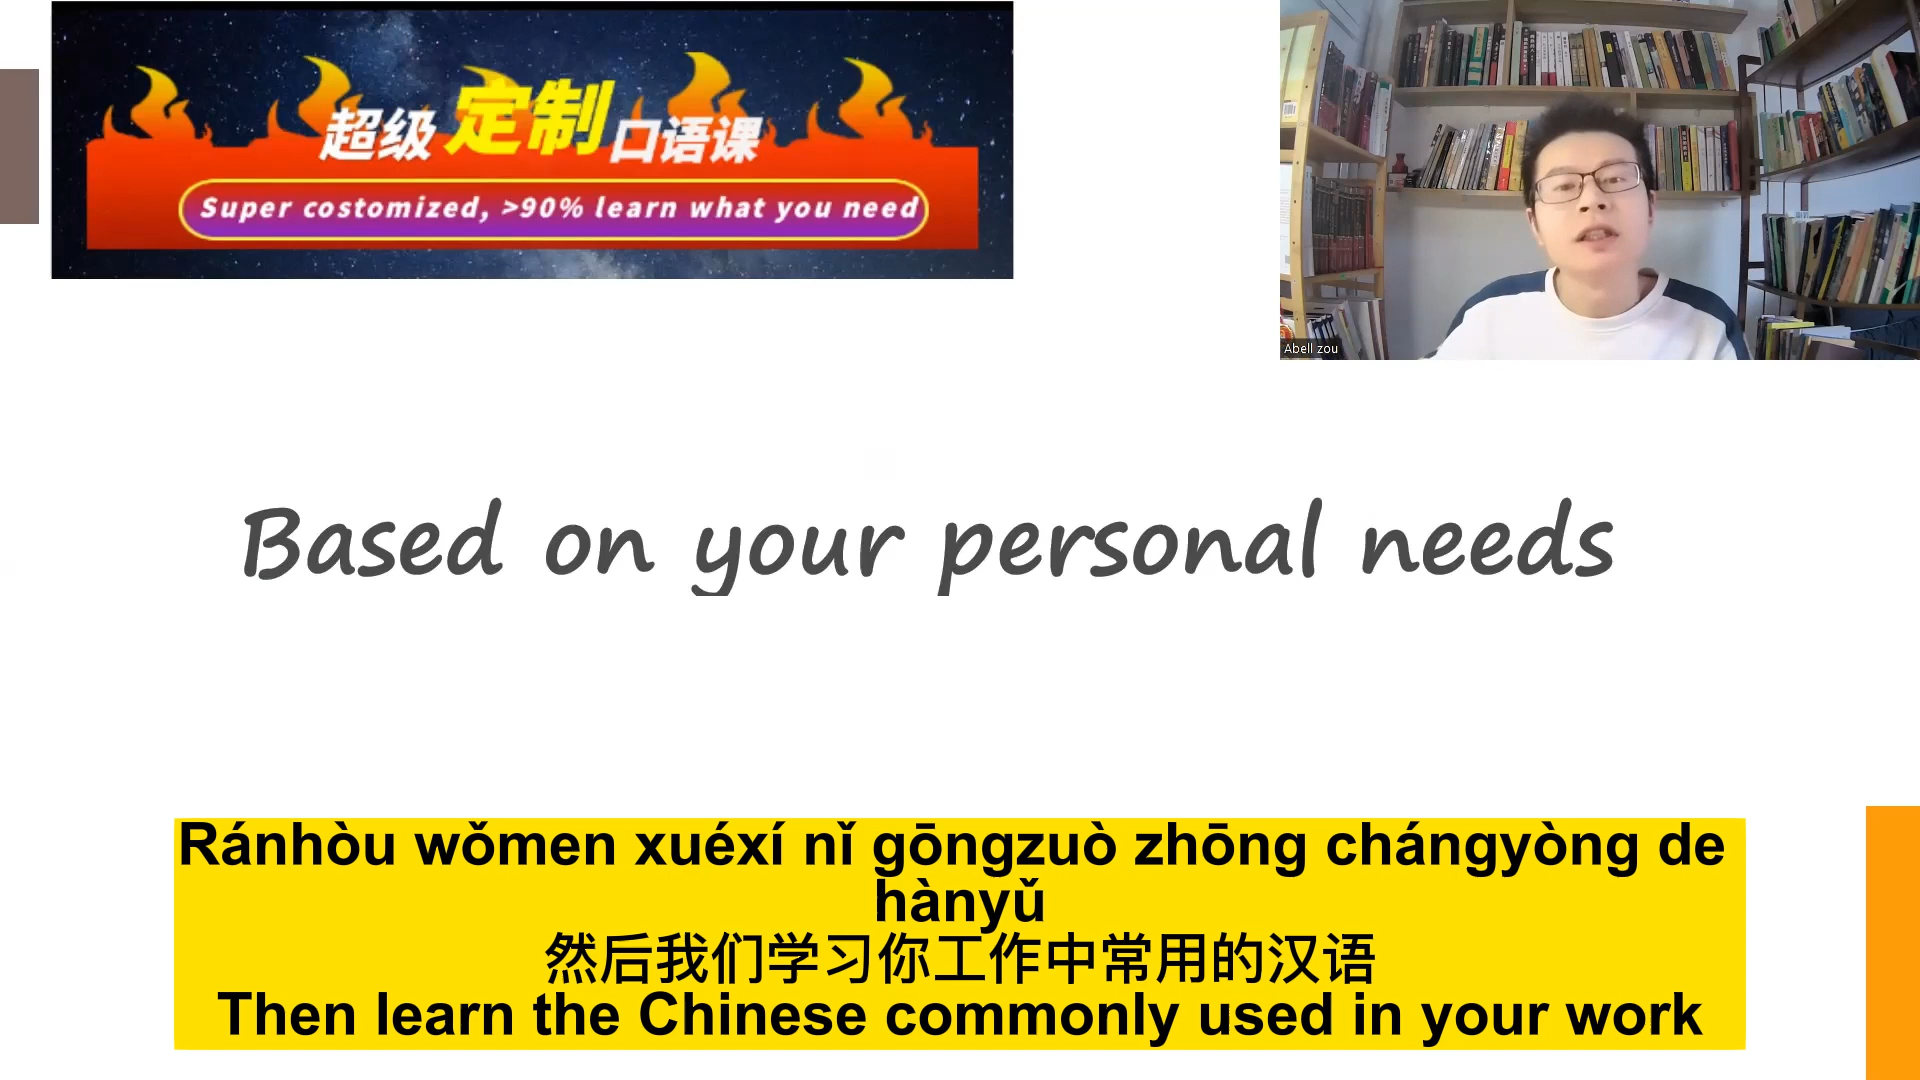 超级定制口语课
Super costomized, >90% learn what you need
Abell zou
Based on your personal needs
Ránhòu wǒmen xuéxí nǐ gōngzuò zhōng chángyòng de
hànyǔ
然后我们学习你工作中常用的汉语
Then learn the Chinese commonly used in your work